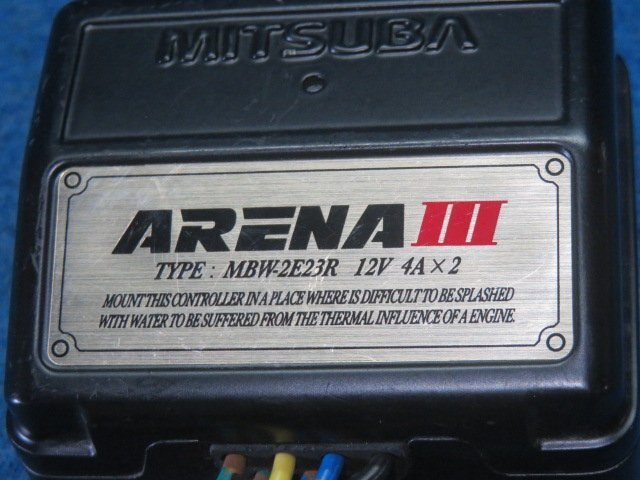 MITSUBA
ARENA III
TYPE : MBW-2E23R 12V 4A×2
MOUNT THIS CONTROLLER IN A PLACE WHERE IS DIFFICULT TO BE SPLASHED
WITH WATER TO BE SUFFERED FROM THE THERMAL INFLUENCE OF A ENGINE.